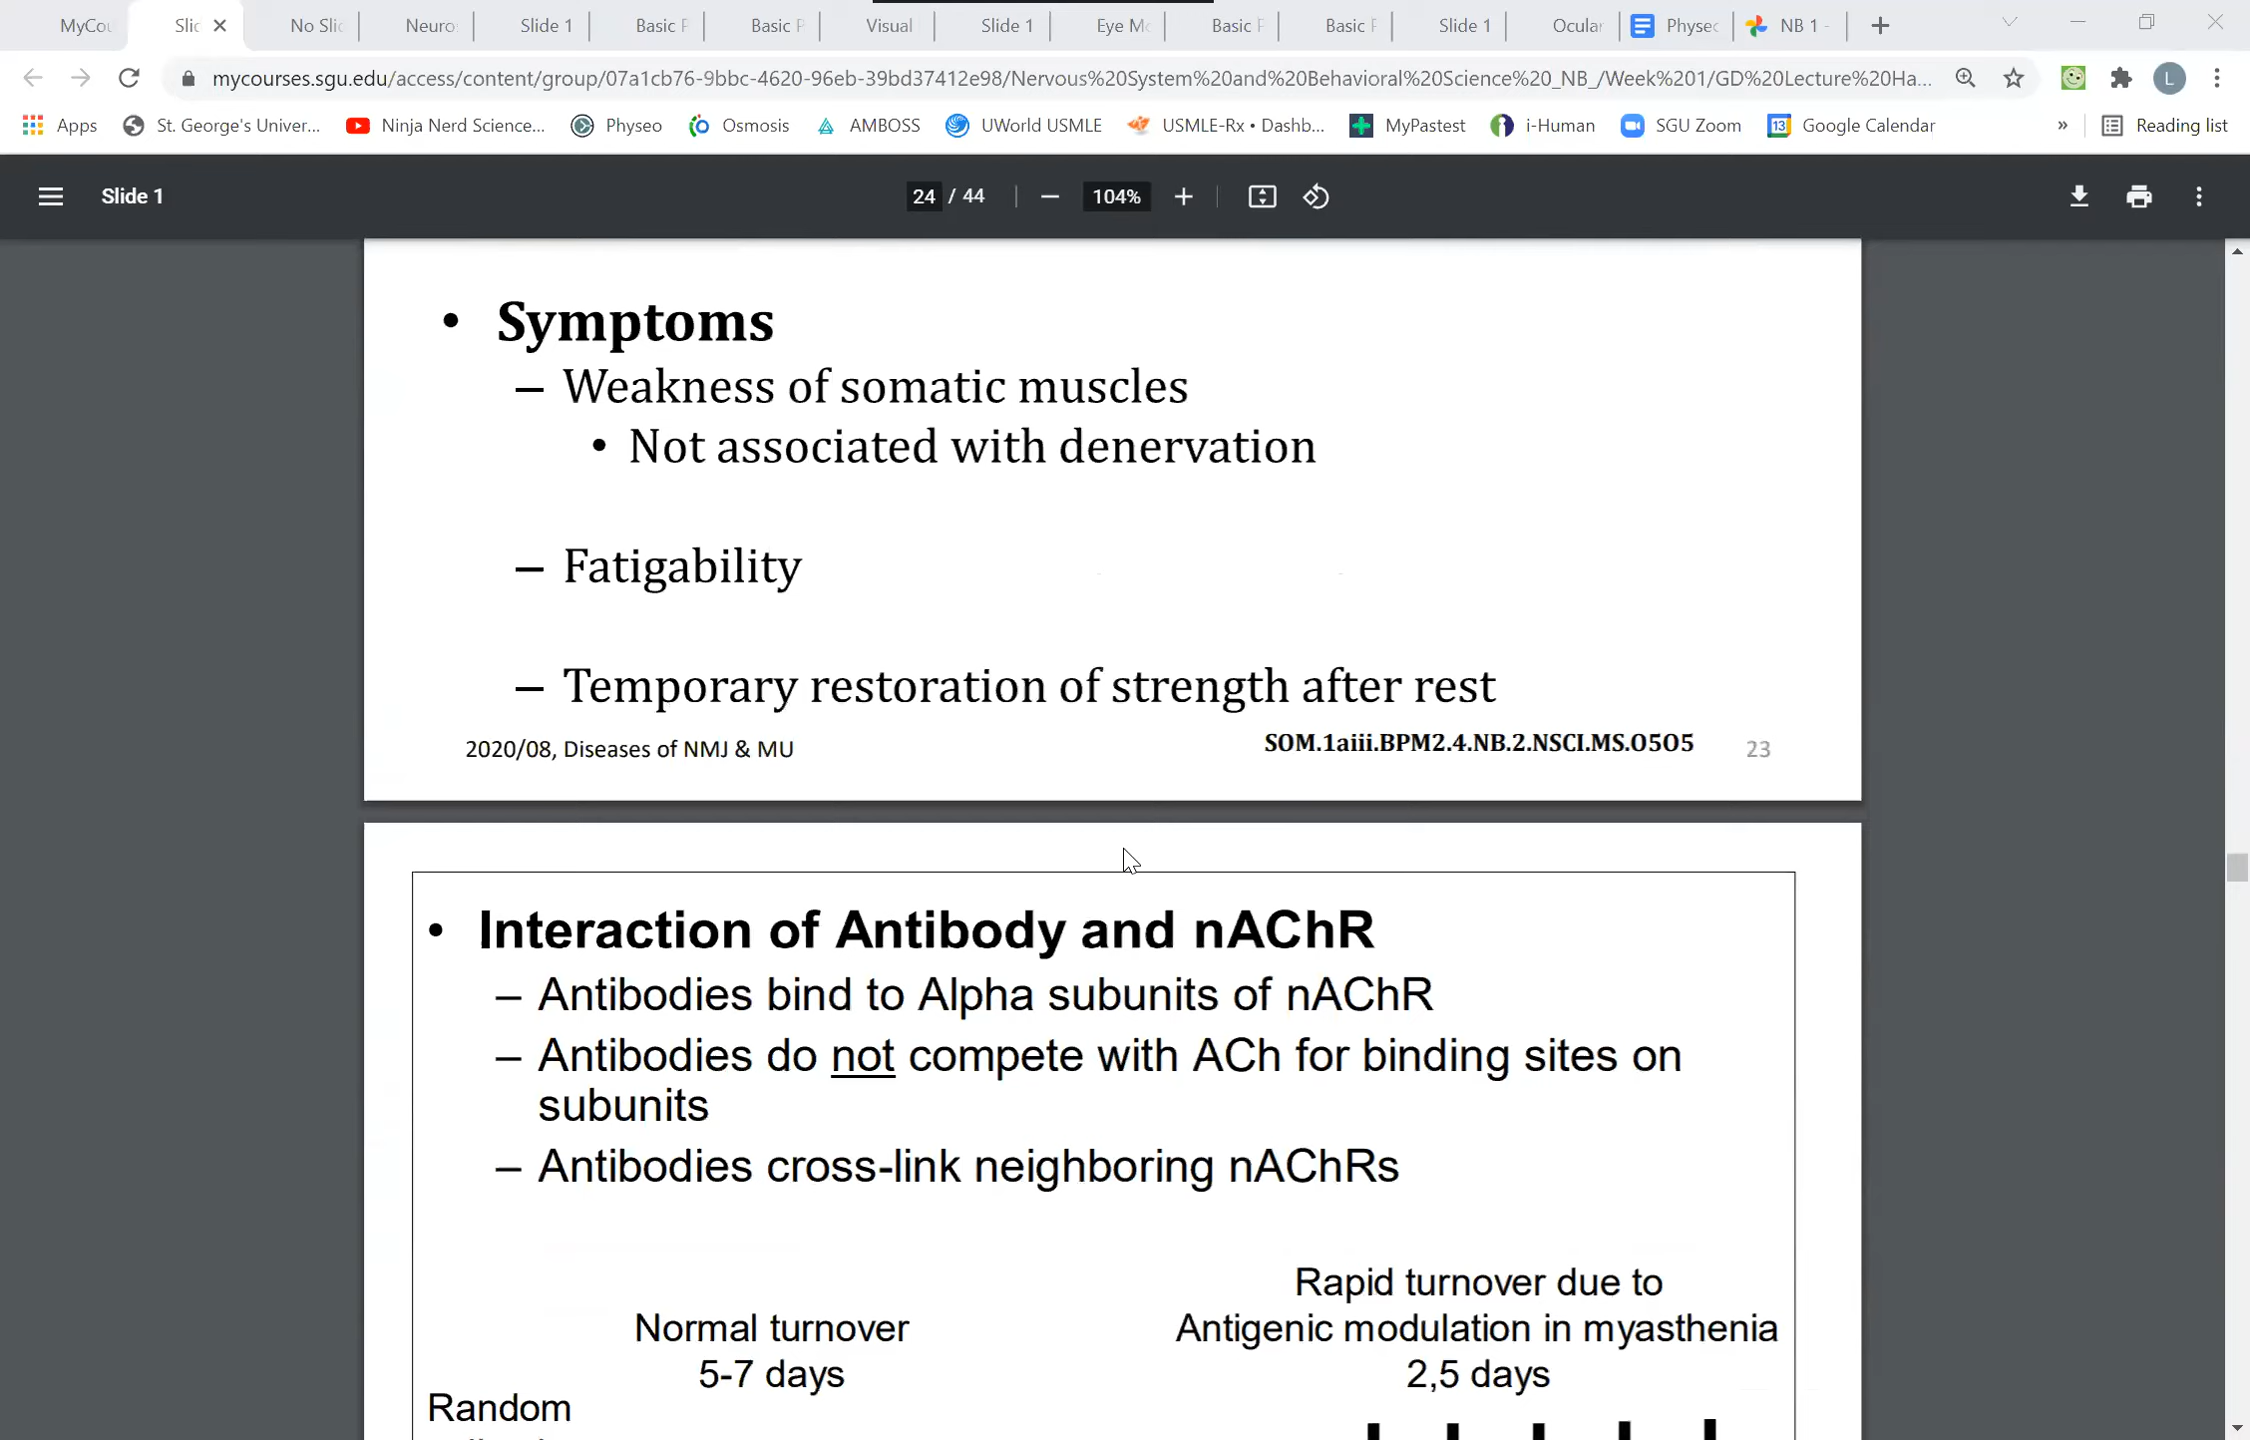 MyCou
Slic
No Slic
Neuro
Slide 1
Basic P
Basic P
Visual
Slide 1
Eye Mo
Basic P
Basic P
Slide 1
Ocular
Physeo
NB 1 -
mycourses.sgu.edu/access/content/group/07a1cb76-9bbc-4620-96eb-39bd37412e98/Nervous%20System%20and%20Behavioral%20Science%20_NB_/Week%201/GD%20Lecture%20Ha...
L
Apps
St. George's Univer...
Ninja Nerd Science...
Physeo
Osmosis
AMBOSS
UWorld USMLE
USMLE-Rx • Dashb...
MyPastest
i-Human
SGU Zoom
13
Google Calendar
»
Reading list
Slide 1
24 / 44
104%
• Symptoms
– Weakness of somatic muscles
• Not associated with denervation
– Fatigability
– Temporary restoration of strength after rest
2020/08, Diseases of NMJ & MU
SOM.1aiii.BPM2.4.NB.2.NSCI.MS.O5O5
23
• Interaction of Antibody and nAChR
– Antibodies bind to Alpha subunits of nAChR
– Antibodies do not compete with ACh for binding sites on
subunits
– Antibodies cross-link neighboring nAChRs
Normal turnover
5-7 days
Rapid turnover due to
Antigenic modulation in myasthenia
2,5 days
Random